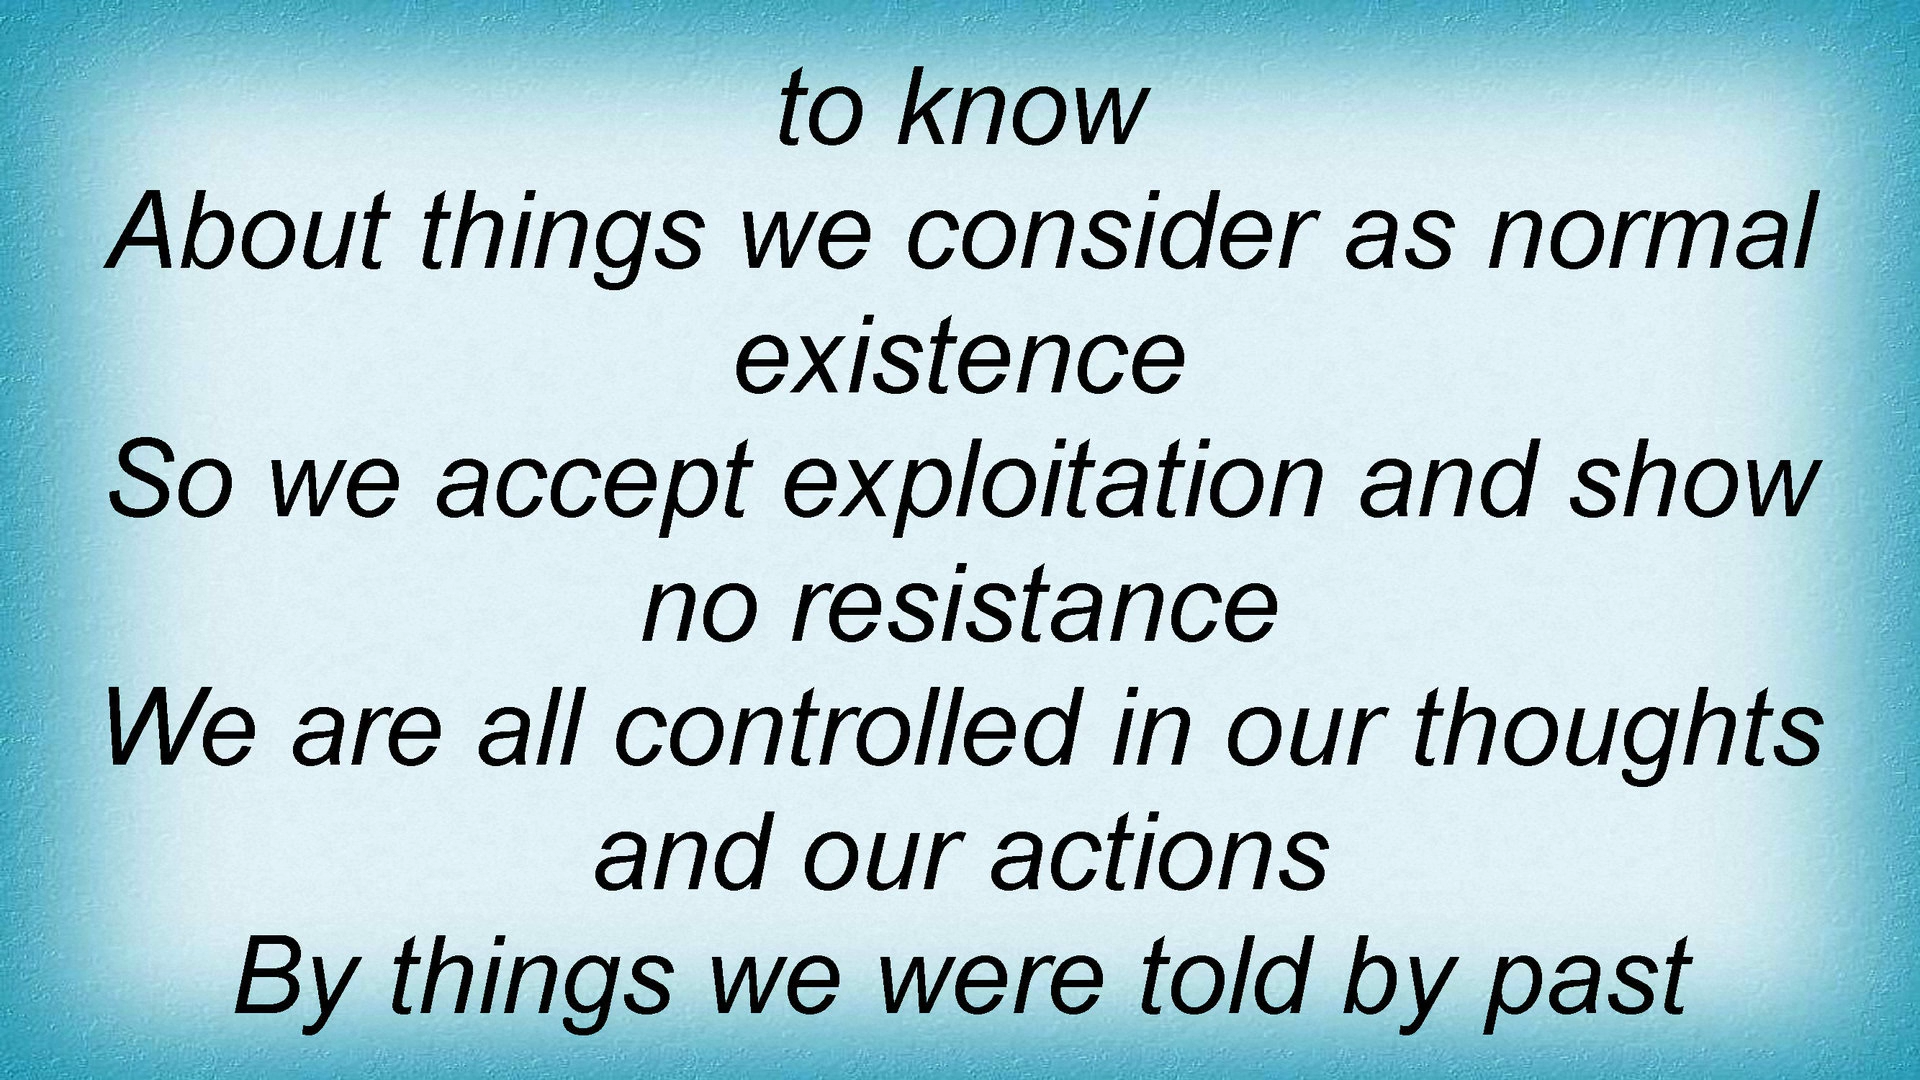 to know
About things we consider as normal
existence
So we accept exploitation and show
no resistance
We are all controlled in our thoughts
and our actions
By things we were told by past